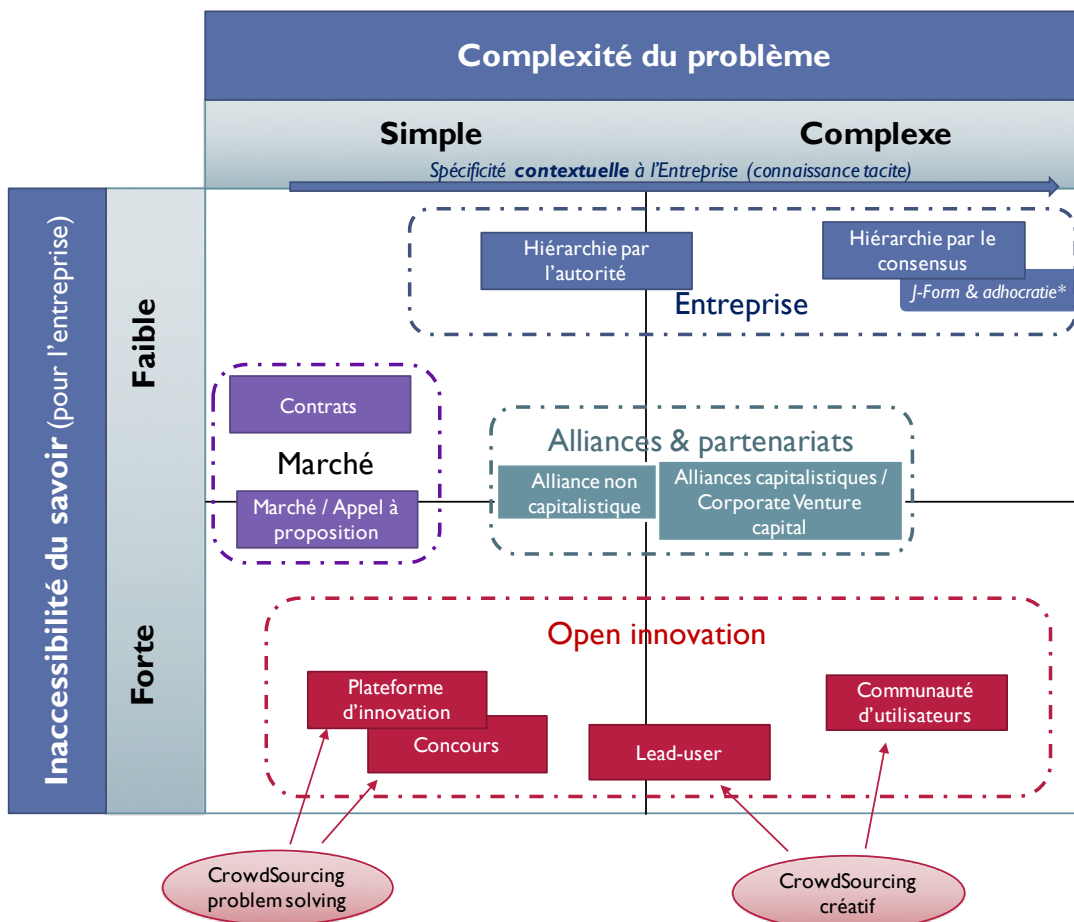 Complexité du problème
Simple
Complexe
Spécificité contextuelle à l'Entreprise (connaissance tacite)
Inaccessibilité du savoir (pour l'entreprise)
Faible
Forte
Hiérarchie par
l'autorité
Hiérarchie par le
consensus
J-Form & adhocratie*
Entreprise
Contrats
Marché
Marché / Appel à
proposition
Alliances & partenariats
Alliance non
capitalistique
Alliances capitalistiques /
Corporate Venture
capital
Open innovation
Plateforme
d'innovation
Concours
Lead-user
Communauté
d'utilisateurs
CrowdSourcing
problem solving
CrowdSourcing
créatif